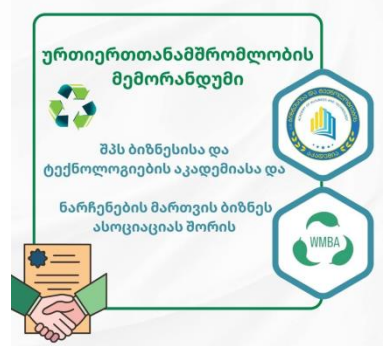 ურთიერთთანამშრომლობის
მემორანდუმი
შპს ბიზნესისა და
ტექნოლოგიების აკადემიასა და
ნარჩენების მართვის ბიზნეს
ასოციაციას შორის
WMBA